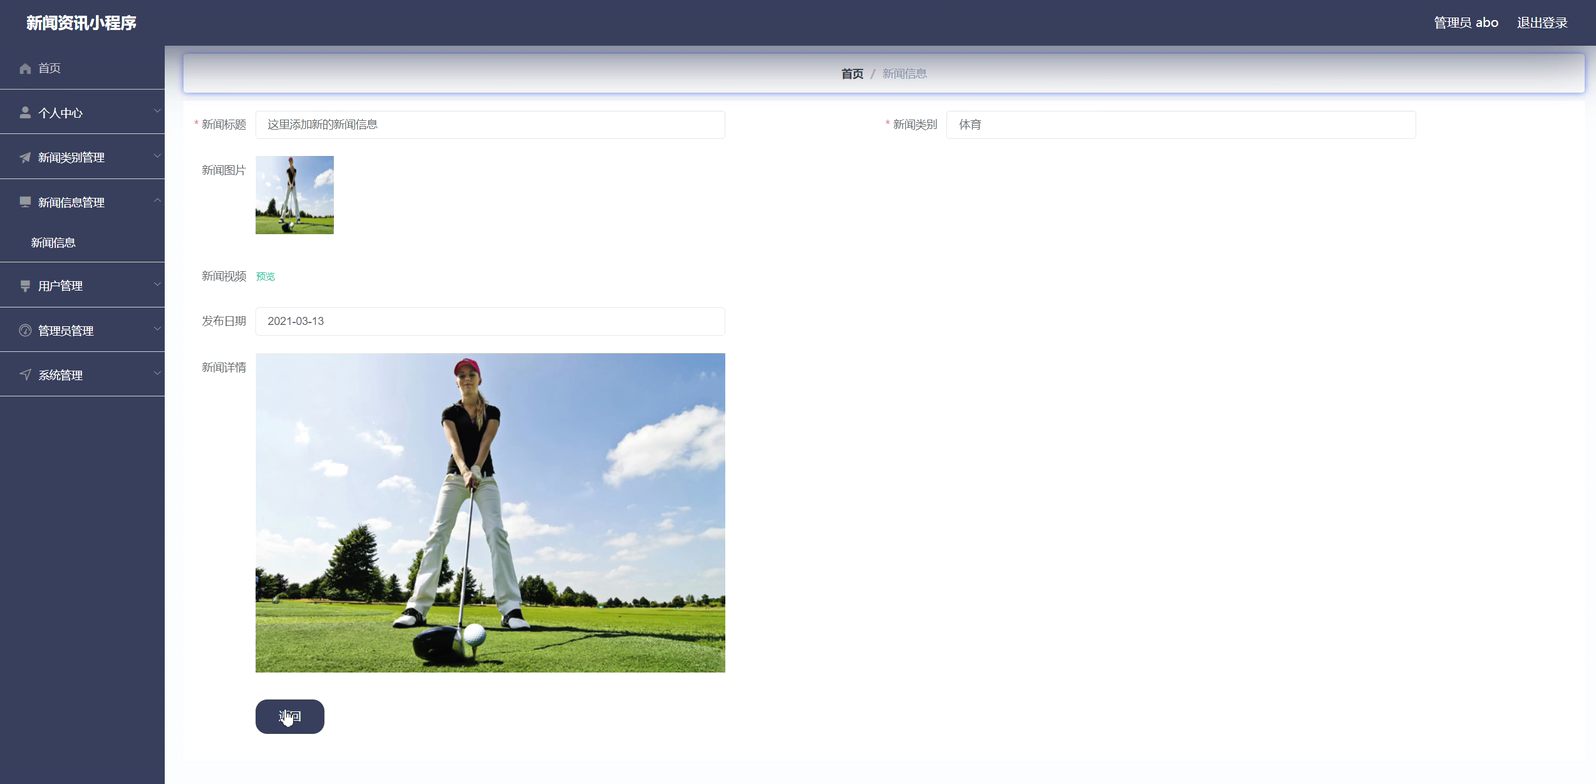 新闻资讯小程序
管理员 abo 退出登录
首页
个人中心
新闻类别管理
新闻信息管理
新闻信息
用户管理
管理员管理
系统管理
首页 / 新闻信息
* 新闻标题 这里添加新的新闻信息
* 新闻类别 体育
新闻图片
新闻视频 预览
发布日期 2021-03-13
新闻详情
返回